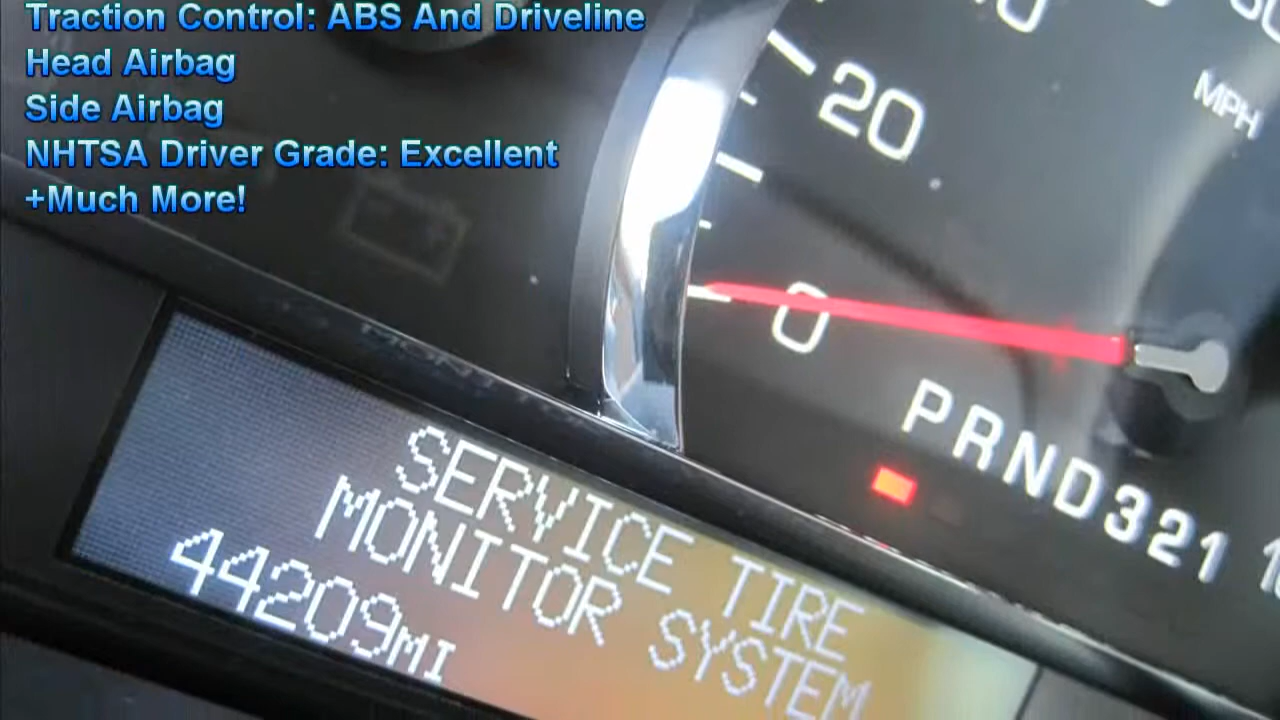 Traction Control: ABS And Driveline
Head Airbag
Side Airbag
NHTSA Driver Grade: Excellent
+Much More!
20
MPH
0
PRND321
SERVICE TIRE
MONITOR SYSTEM
44209MI